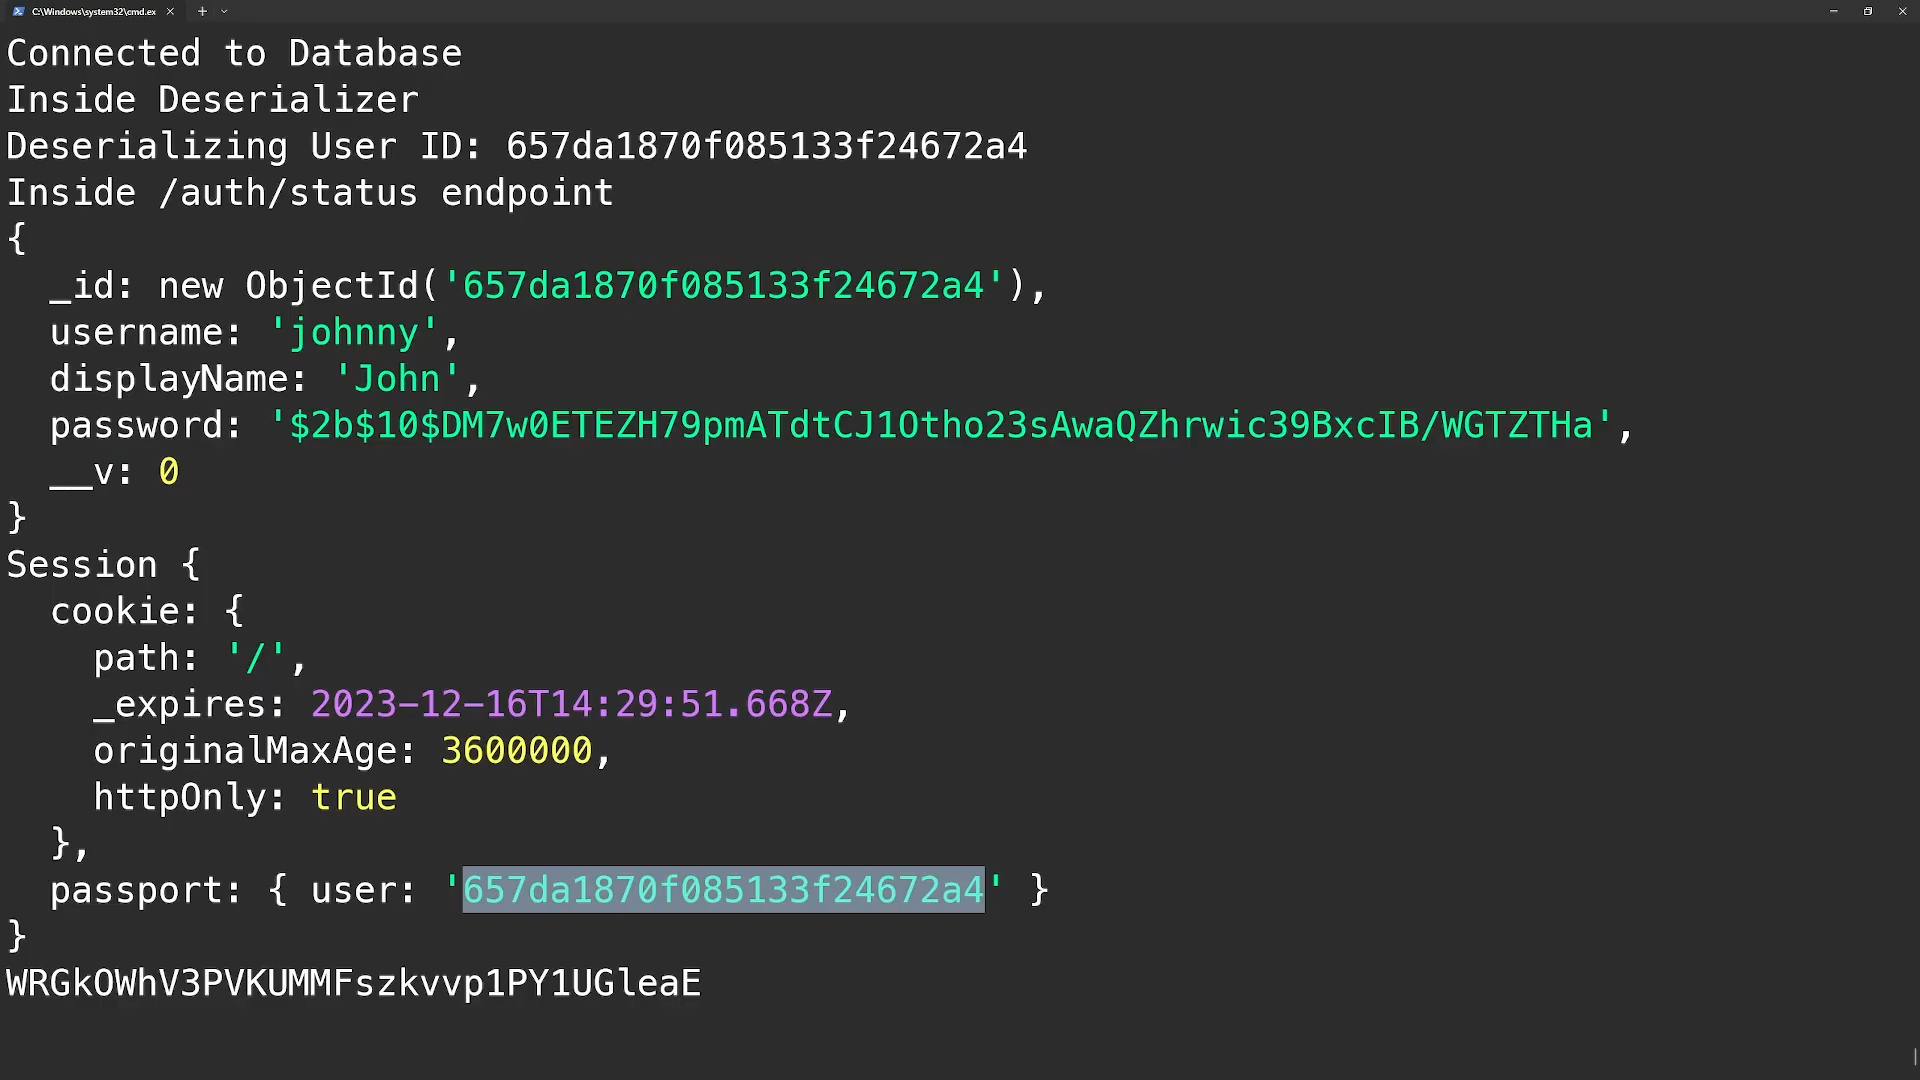 C:\Windows\system32\cmd.ex
Connected to Database
Inside Deserializer
Deserializing User ID: 657da1870f085133f24672a4
Inside /auth/status endpoint
{
  _id: new ObjectId('657da1870f085133f24672a4'),
  username: 'johnny',
  displayName: 'John',
  password: '$2b$10$DM7w0ETEZH79pmATdtCJ1Otho23sAwaQZhrwic39BxcIB/WGTZTHa',
  __v: 0
}
Session {
  cookie: {
    path: '/',
    _expires: 2023-12-16T14:29:51.668Z,
    originalMaxAge: 3600000,
    httpOnly: true
  },
  passport: { user: '657da1870f085133f24672a4' }
}
WRGkOWhV3PVKUMMFszkvvp1PY1UGleaE